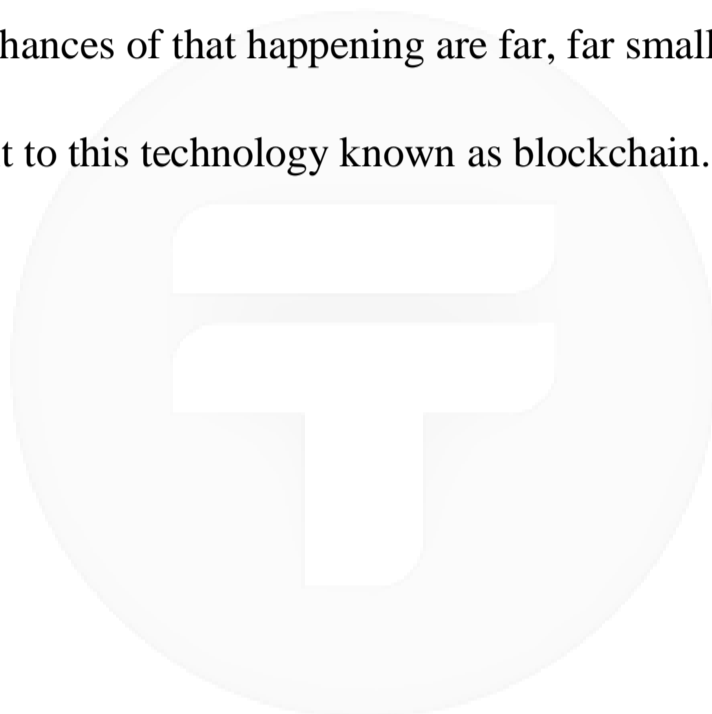 hances of that happening are far, far small
t to this technology known as blockchain.